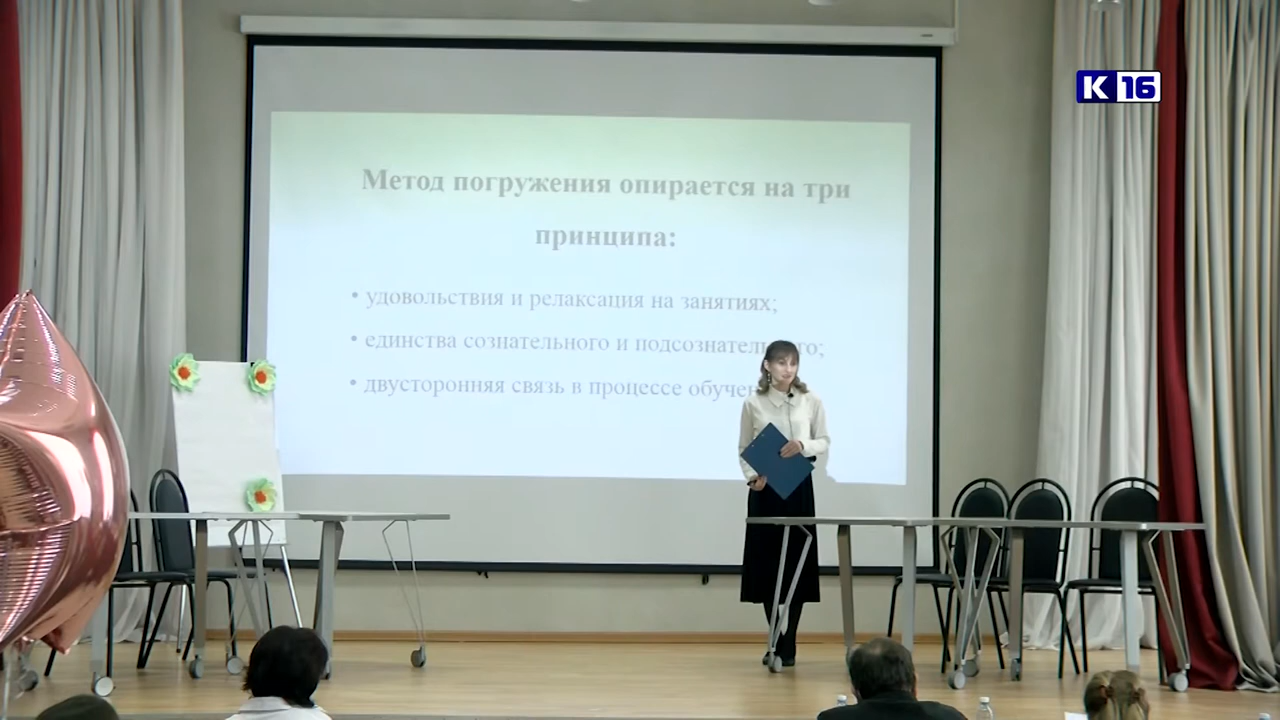 К 16
Метод погружения опирается на три
принципа:
• удовольствия и релаксация на занятиях;
• единства сознательного и
• двусторонняя связь в процессе